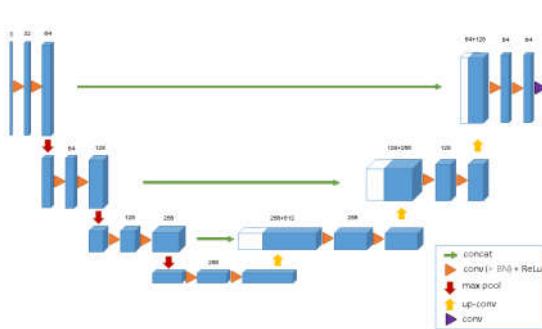 3 32 64
64+128 64 64
64 128
128+256 128
128 256
256+512 256
256
concat
conv (+ BN) + ReLu
max pool
up-conv
conv